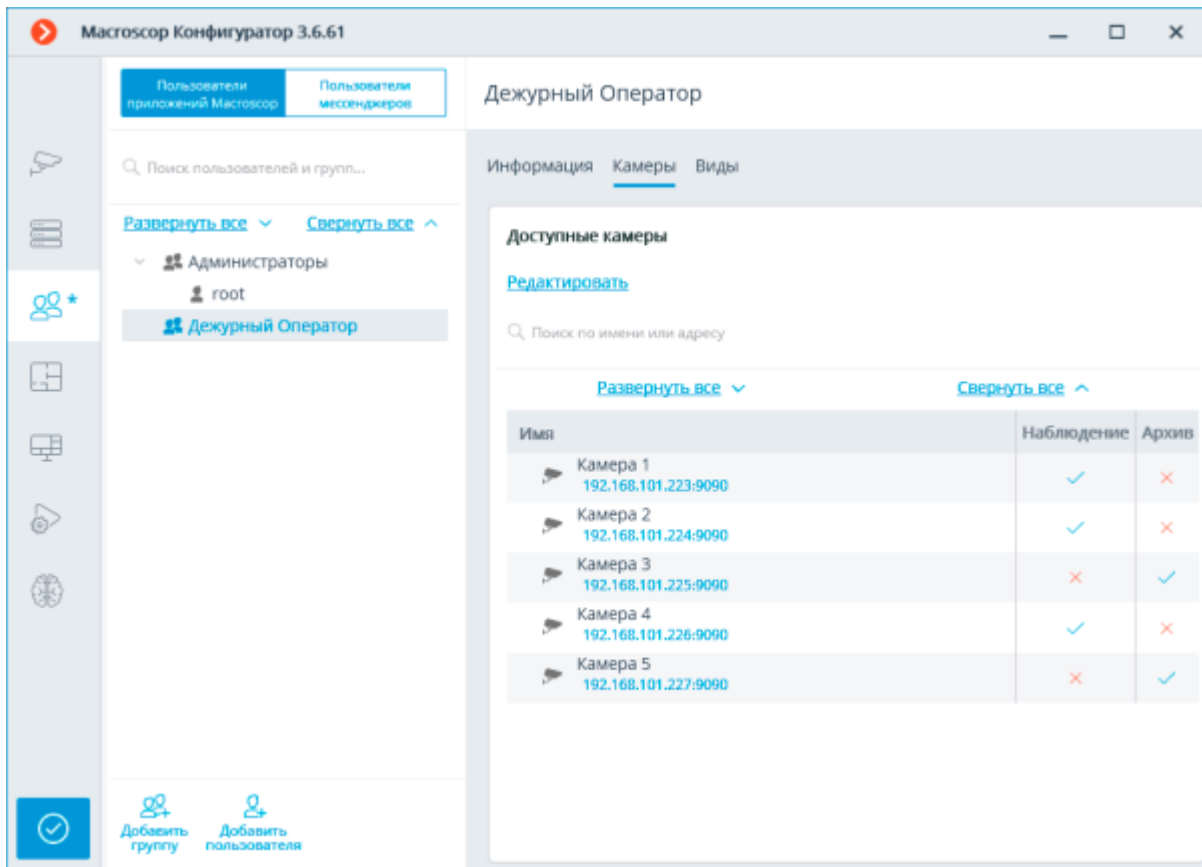 Macroscop Конфигуратор 3.6.61
Пользователи
приложений Macroscop
Пользователи
мессенджеров
Поиск пользователей и групп...
Развернуть все
Свернуть все
Администраторы
root
Дежурный Оператор
Добавить
группу
Добавить
пользователя
Дежурный Оператор
Информация
Камеры
Виды
Доступные камеры
Редактировать
Поиск по имени или адресу
Развернуть все
Свернуть все
Имя
Наблюдение
Архив
Камера 1
192.168.101.223:9090
Камера 2
192.168.101.224:9090
Камера 3
192.168.101.225:9090
Камера 4
192.168.101.226:9090
Камера 5
192.168.101.227:9090